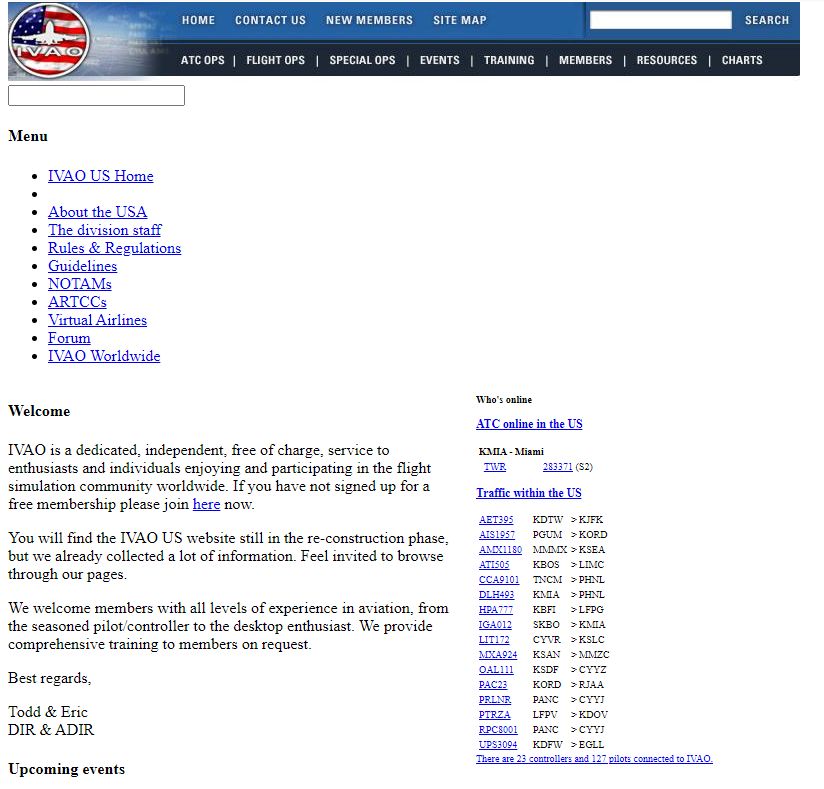 HOME CONTACT US NEW MEMBERS SITE MAP SEARCH
IVAO
ATC OPS | FLIGHT OPS | SPECIAL OPS | EVENTS | TRAINING | MEMBERS | RESOURCES | CHARTS
Menu
IVAO US Home
About the USA
The division staff
Rules & Regulations
Guidelines
NOTAMs
ARTCCs
Virtual Airlines
Forum
IVAO Worldwide
Welcome
IVAO is a dedicated, independent, free of charge, service to
enthusiasts and individuals enjoying and participating in the flight
simulation community worldwide. If you have not signed up for a
free membership please join here now.
You will find the IVAO US website still in the re-construction phase,
but we already collected a lot of information. Feel invited to browse
through our pages.
We welcome members with all levels of experience in aviation, from
the seasoned pilot/controller to the desktop enthusiast. We provide
comprehensive training to members on request.
Best regards,
Todd & Eric
DIR & ADIR
Upcoming events
Who's online
ATC online in the US
KMIA - Miami
TWR 283371 (S2)
Traffic within the US
AET395 KDTW > KJFK
AIS1957 PGUM > KORD
AMX1180 MMMX > KSEA
ATI505 KBOS > LIMC
CCA9101 TNCM > PHNL
DLH493 KMIA > PHNL
HPA777 KBFI > LFPG
IGA012 SKBO > KMIA
LIT172 CYVR > KSLC
MXA924 KSAN > MMZC
OAL111 KSDF > CYYZ
PAC23 KORD > RJAA
PRLNR PANC > CYYJ
PTRZA LFPV > KDOV
RPC8001 PANC > CYYJ
UPS3094 KDFW > EGLL
There are 23 controllers and 127 pilots connected to IVAO.